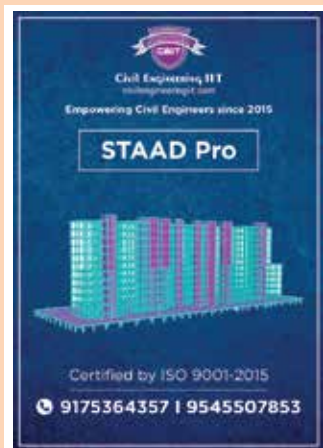 Civil Engineering IIT
Empowering Civil Engineers since 2015
STAAD Pro
Certified by ISO 9001-2015
9175364357 I 9545507853